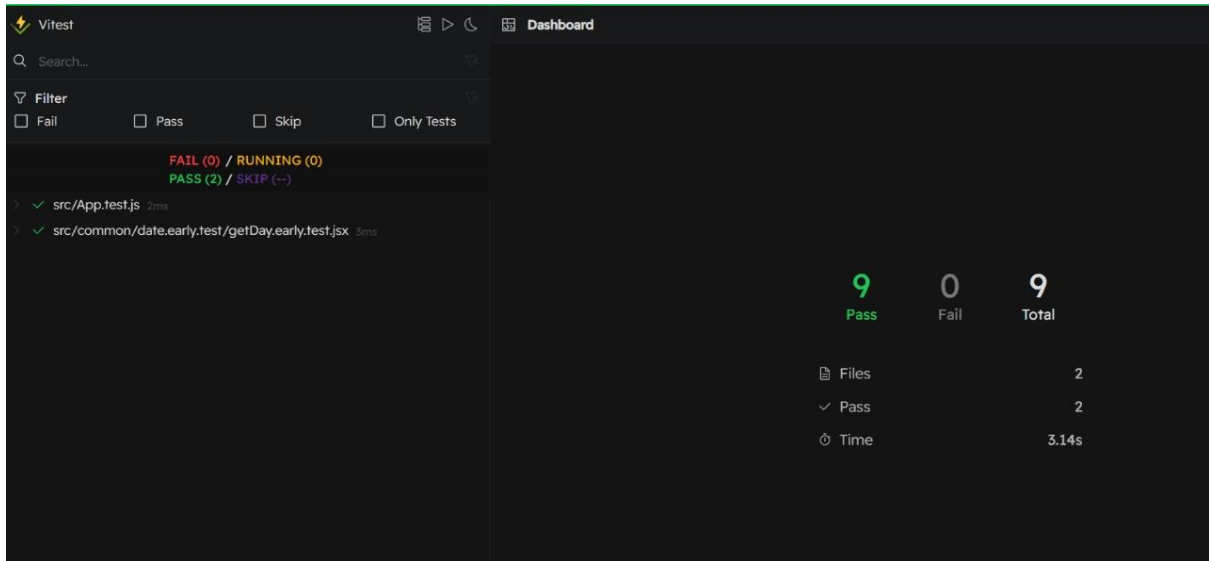 Vitest
Search...
Filter
Fail Pass Skip Only Tests
FAIL (0) / RUNNING (0)
PASS (2) / SKIP (--)
src/App.test.js 2ms
src/common/date.early.test/getDay.early.test.jsx 3ms
Dashboard
9 0 9
Pass Fail Total
Files 2
Pass 2
Time 3.14s